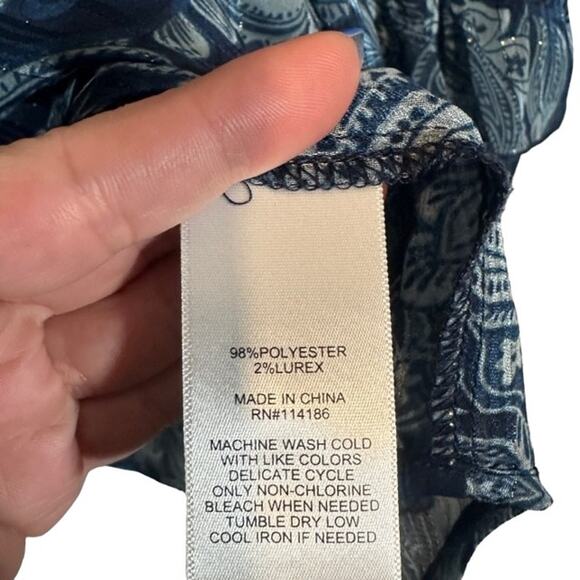 98%POLYESTER
2%LUREX
MADE IN CHINA
RN#114186
MACHINE WASH COLD
WITH LIKE COLORS
DELICATE CYCLE
ONLY NON-CHLORINE
BLEACH WHEN NEEDED
TUMBLE DRY LOW
COOL IRON IF NEEDED